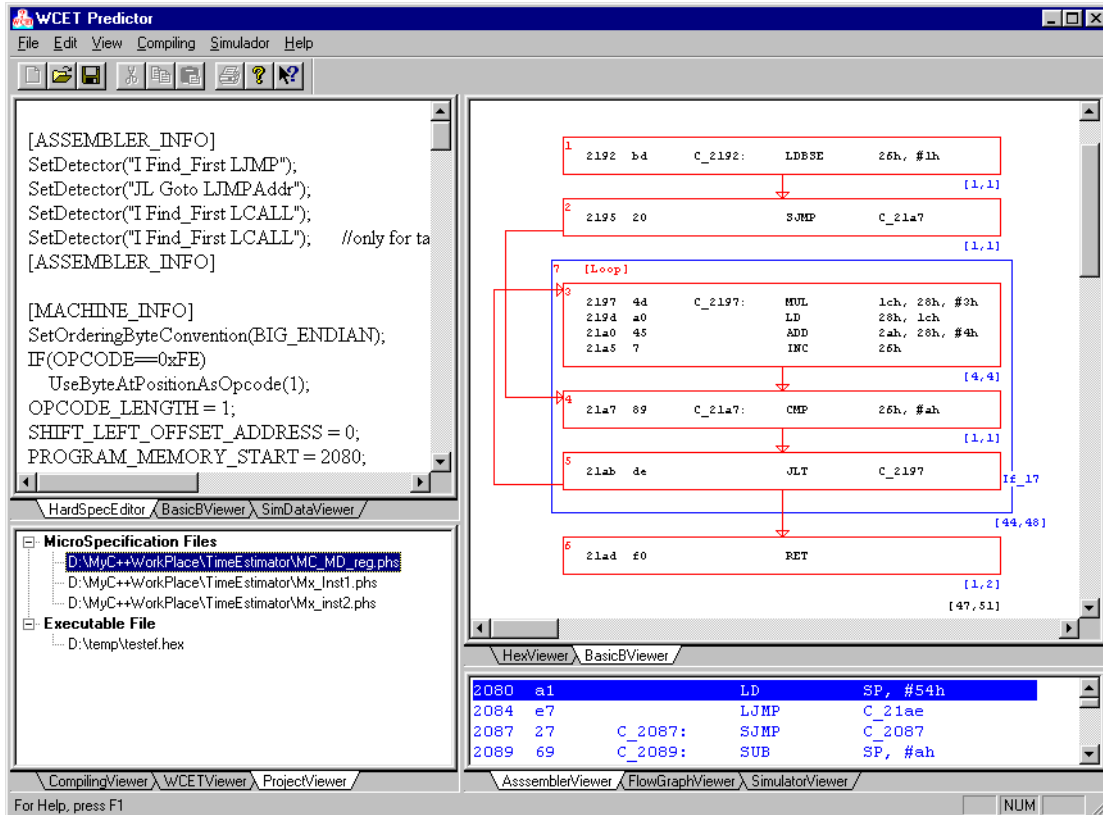 WCET Predictor
File Edit View Compiling Simulador Help
[ASSEMBLER_INFO]
SetDetector("I Find_First LJMP");
SetDetector("JL Goto LJMPAddr");
SetDetector("I Find_First LCALL");
SetDetector("I Find_First LCALL"); //only for ta
[ASSEMBLER_INFO]
[MACHINE_INFO]
SetOrderingByteConvention(BIG_ENDIAN);
IF(OPCODE==0xFE)
UseByteAtPositionAsOpcode(1);
OPCODE_LENGTH = 1;
SHIFT_LEFT_OFFSET_ADDRESS = 0;
PROGRAM_MEMORY_START = 2080;
HardSpecEditor BasicBViewer SimDataViewer
MicroSpecification Files
D:\MyC++WorkPlace\TimeEstimator\MC_MD_reg.phs
D:\MyC++WorkPlace\TimeEstimator\Mx_Inst1.phs
D:\MyC++WorkPlace\TimeEstimator\Mx_inst2.phs
Executable File
D:\temp\testef.hex
CompilingViewer WCETViewer ProjectViewer
1
2192 bd C_2192: LDBSE 26h, #1h
[1,1]
2
2195 20 SJMP C_21a7
[1,1]
7 [Loop]
3
2197 4d C_2197: MUL 1ch, 28h, #3h
219d a0 LD 28h, 1ch
21a0 45 ADD 2ah, 28h, #4h
21a5 7 INC 26h
[4,4]
4
21a7 89 C_21a7: CMP 26h, #ah
[1,1]
5
21ab de JLT C_2197
If_17
[44,48]
6
21ad f0 RET
[1,2]
[47,51]
HexViewer BasicBViewer
2080 a1 LD SP, #54h
2084 e7 LJMP C_21ae
2087 27 C_2087: SJMP C_2087
2089 69 C_2089: SUB SP, #ah
AsssemblerViewer FlowGraphViewer SimulatorViewer
For Help, press F1
NUM